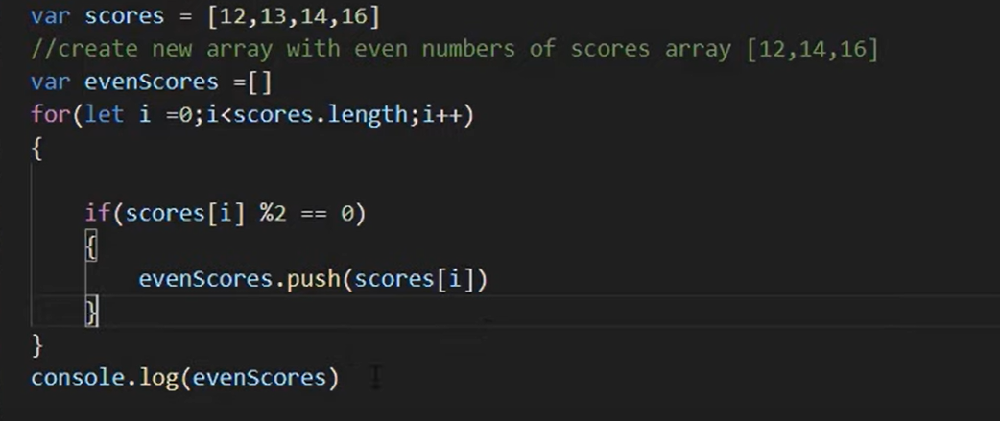 var scores = [12,13,14,16]
//create new array with even numbers of scores array [12,14,16]
var evenScores =[]
for(let i =0;i<scores.length;i++)
{
if(scores[i] %2 == 0)
{
evenScores.push(scores[i])
}
}
console.log(evenScores)